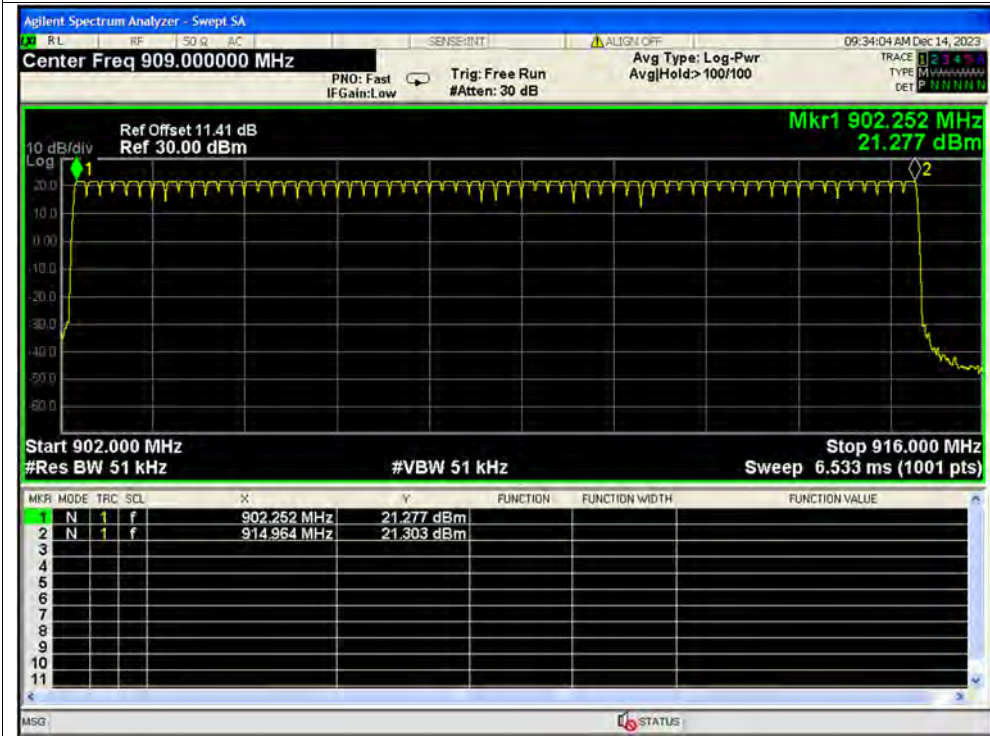 Agilent Spectrum Analyzer - Swept SA
RL RF 50 Ω AC SENSE:INT ALIGN OFF 09:34:04 AM Dec 14, 2023
Center Freq 909.000000 MHz
PNO: Fast
IFGain:Low
Trig: Free Run
#Atten: 30 dB
Avg Type: Log-Pwr
Avg|Hold:>100/100
TRACE 1 2 3 4 5 6
TYPE M
DET P N N N N N
Mkr1 902.252 MHz
21.277 dBm
Ref Offset 11.41 dB
10 dB/div Ref 30.00 dBm
Log
1
2
20.0
10.0
0.00
-10.0
-20.0
-30.0
-40.0
-50.0
-60.0
Start 902.000 MHz Stop 916.000 MHz
#Res BW 51 kHz #VBW 51 kHz Sweep 6.533 ms (1001 pts)
MKR MODE TRC SCL X Y FUNCTION FUNCTION WIDTH FUNCTION VALUE
1 N 1 f 902.252 MHz 21.277 dBm
2 N 1 f 914.964 MHz 21.303 dBm
3
4
5
6
7
8
9
10
11
MSG STATUS